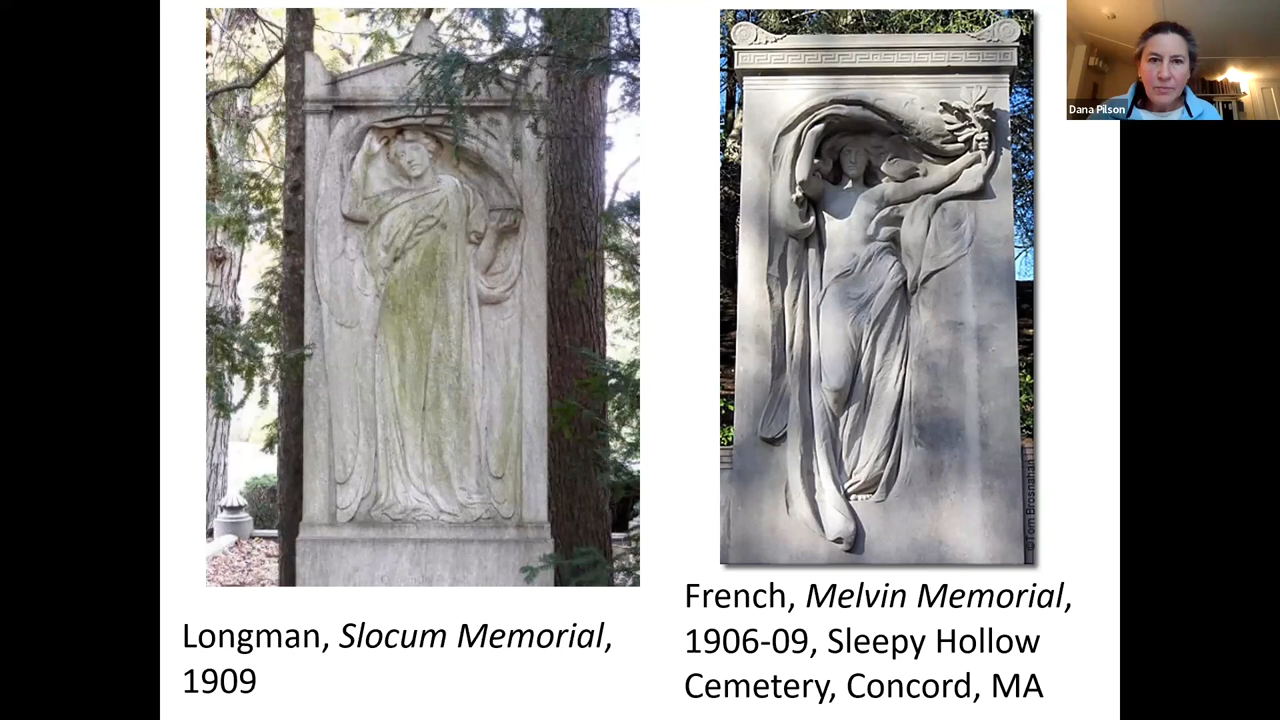 Dana Pilson
©Tom Brosnahan
Longman, Slocum Memorial,
1909
French, Melvin Memorial,
1906-09, Sleepy Hollow
Cemetery, Concord, MA